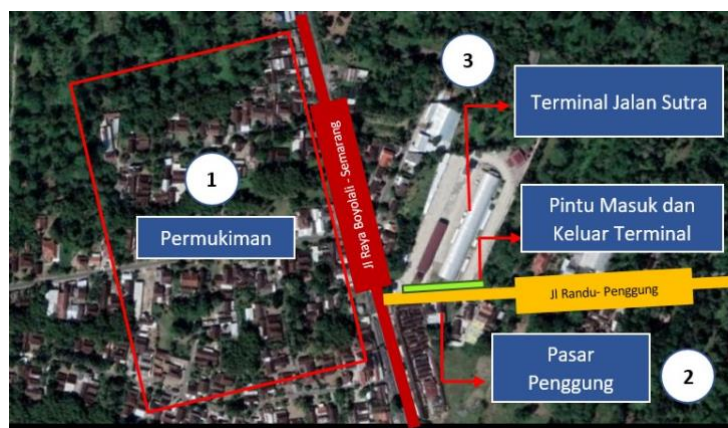 3
Terminal Jalan Sutra
1
Permukiman
Jl Raya Boyolali - Semarang
Pintu Masuk dan
Keluar Terminal
Jl Randu- Penggung
Pasar
Penggung
2